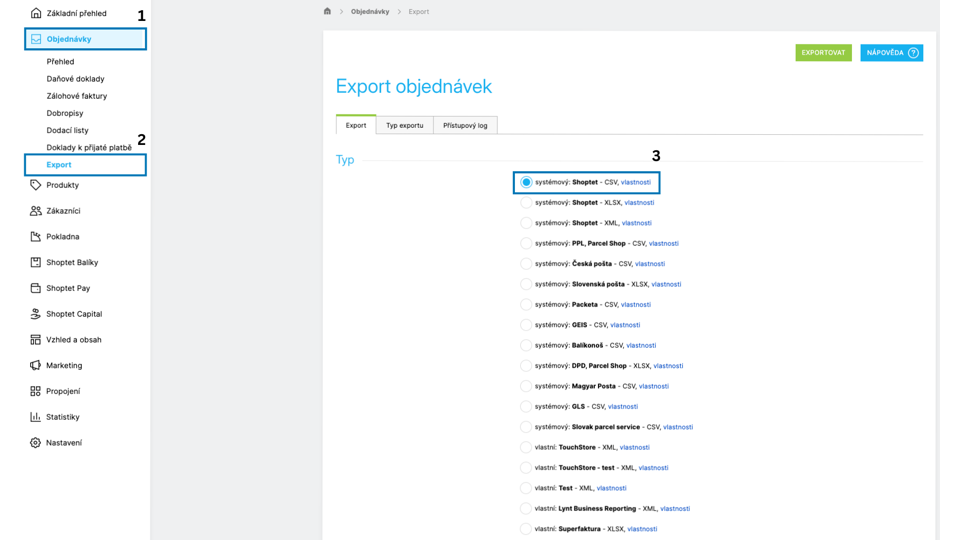 Základní přehled
1
Objednávky
Přehled
Daňové doklady
Zálohové faktury
Dobropisy
Dodací listy
2
Doklady k přijaté platbě
Export
Produkty
Zákazníci
Pokladna
Shoptet Balíky
Shoptet Pay
Shoptet Capital
Vzhled a obsah
Marketing
Propojení
Statistiky
Nastavení
Objednávky > Export
EXPORTOVAT
NÁPOVĚDA ?
Export objednávek
Export Typ exportu Přístupový log
Typ
3
systémový: Shoptet - CSV, vlastnosti
systémový: Shoptet - XLSX, vlastnosti
systémový: Shoptet - XML, vlastnosti
systémový: PPL, Parcel Shop - CSV, vlastnosti
systémový: Česká pošta - CSV, vlastnosti
systémový: Slovenská pošta - XLSX, vlastnosti
systémový: Packeta - CSV, vlastnosti
systémový: GEIS - CSV, vlastnosti
systémový: Balíkonoš - CSV, vlastnosti
systémový: DPD, Parcel Shop - XLSX, vlastnosti
systémový: Magyar Posta - CSV, vlastnosti
systémový: GLS - CSV, vlastnosti
systémový: Slovak parcel service - CSV, vlastnosti
vlastní: TouchStore - XML, vlastnosti
vlastní: TouchStore - test - XML, vlastnosti
vlastní: Test - XML, vlastnosti
vlastní: Lynt Business Reporting - XML, vlastnosti
vlastní: Superfaktura - XLSX, vlastnosti